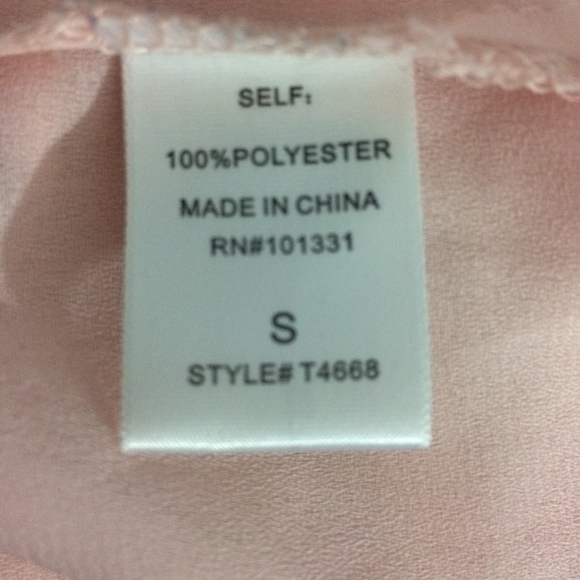 SELF:
100%POLYESTER
MADE IN CHINA
RN#101331
S
STYLE# T4668